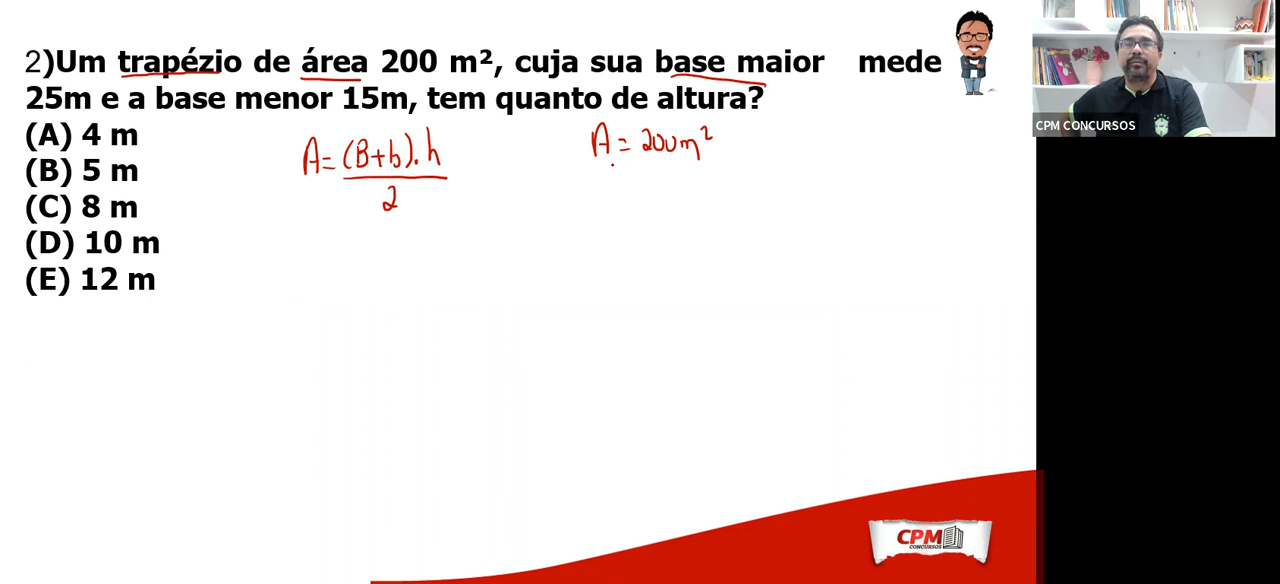 2)Um trapézio de área 200 m², cuja sua base maior mede
25m e a base menor 15m, tem quanto de altura?
(A) 4 m
(B) 5 m
(C) 8 m
(D) 10 m
(E) 12 m
A=(B+b).h
2
A=200m²
CPM CONCURSOS
CPM
CONCURSOS